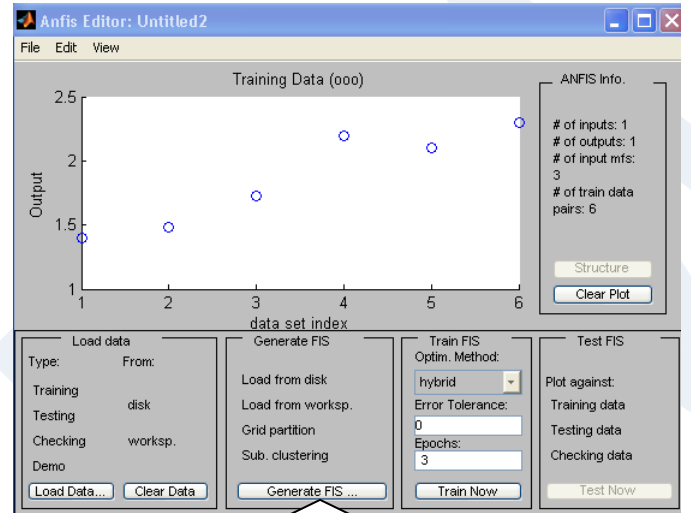 Anfis Editor: Untitled2
File Edit View
Training Data (ooo)
2.5
2
1.5
1
Output
1 2 3 4 5 6
data set index
ANFIS Info.
# of inputs: 1
# of outputs: 1
# of input mfs:
3
# of train data
pairs: 6
Structure
Clear Plot
Load data
Type: From:
Training
Testing
Checking
Demo
disk
worksp.
Load Data... Clear Data
Generate FIS
Load from disk
Load from worksp.
Grid partition
Sub. clustering
Generate FIS ...
Train FIS
Optim. Method:
hybrid
Error Tolerance:
0
Epochs:
3
Train Now
Test FIS
Plot against:
Training data
Testing data
Checking data
Test Now